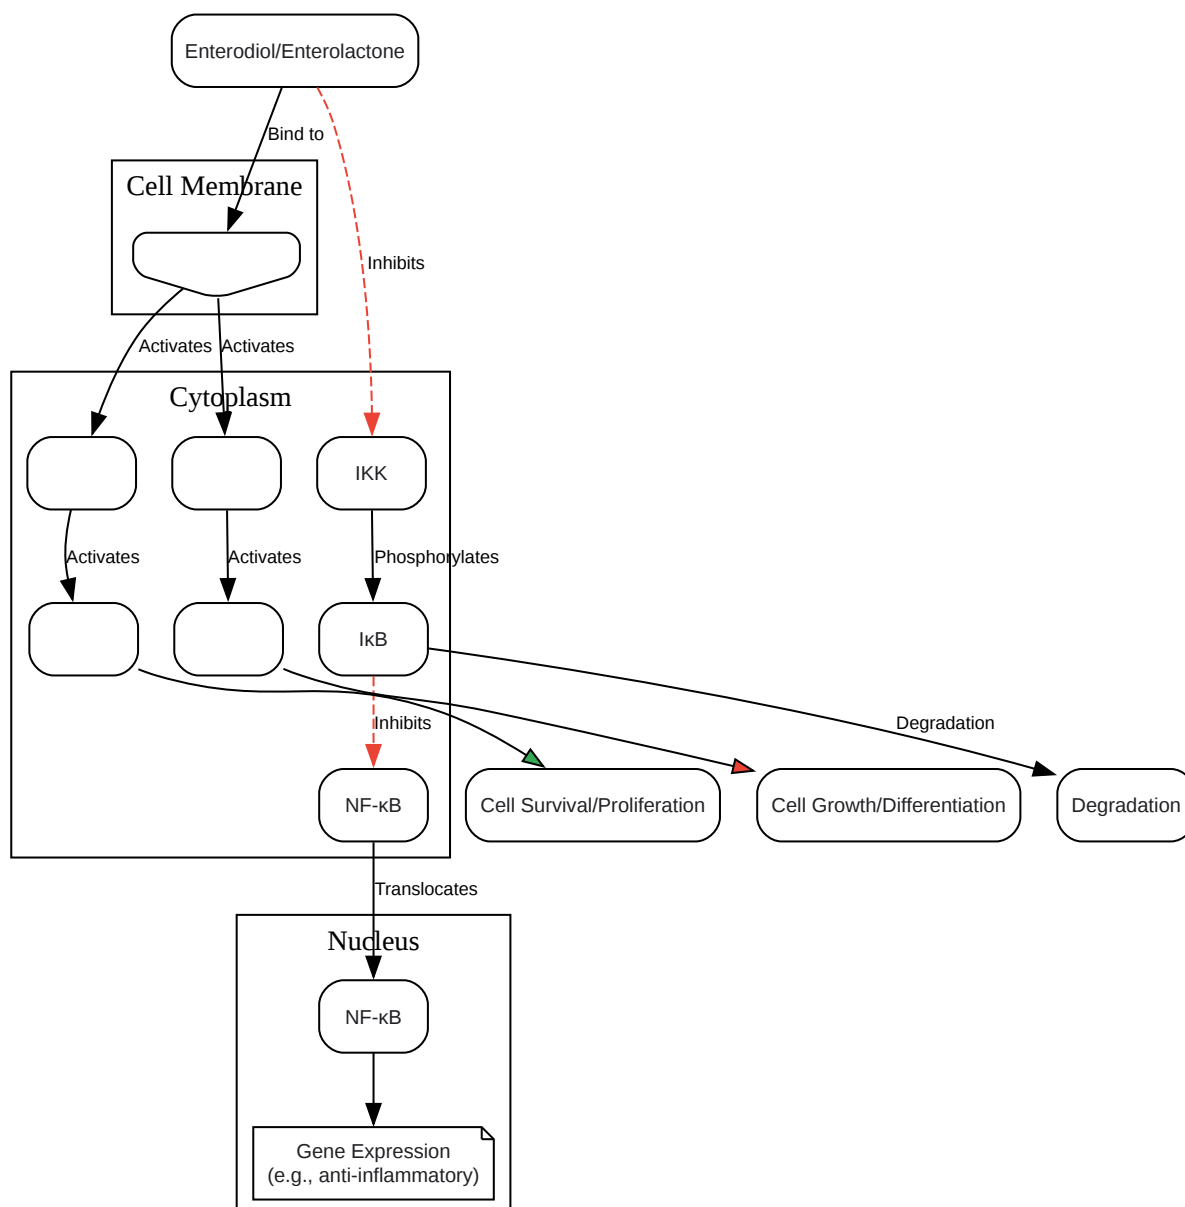 Enterodiol/Enterolactone
Bind to
Cell Membrane
Inhibits
Activates
Activates
Cytoplasm
IKK
Activates
Activates
Phosphorylates
IκB
Inhibits
Degradation
NF-κB
Cell Survival/Proliferation
Cell Growth/Differentiation
Degradation
Translocates
Nucleus
NF-κB
Gene Expression
(e.g., anti-inflammatory)